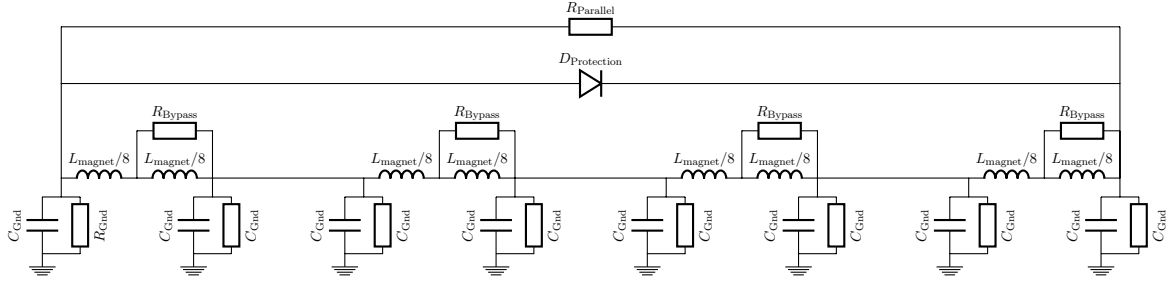 R_Parallel
D_Protection
R_Bypass R_Bypass R_Bypass R_Bypass
L_magnet/8 L_magnet/8 L_magnet/8 L_magnet/8 L_magnet/8 L_magnet/8 L_magnet/8 L_magnet/8
C_Gnd R_Gnd C_Gnd C_Gnd C_Gnd C_Gnd C_Gnd C_Gnd C_Gnd C_Gnd C_Gnd C_Gnd C_Gnd C_Gnd C_Gnd C_Gnd